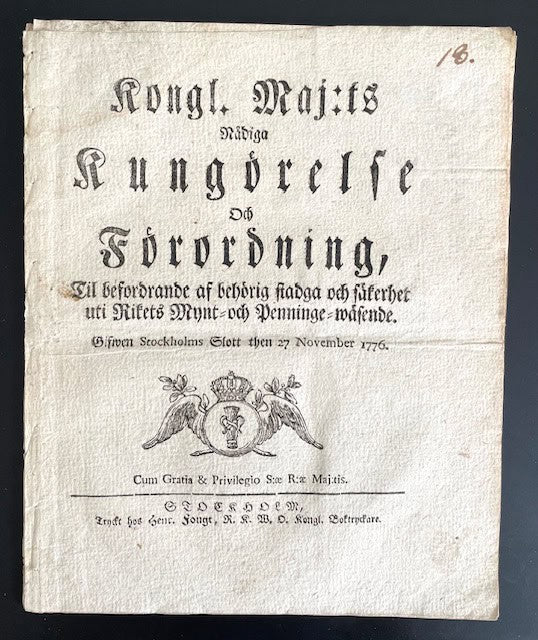 18.
Kongl. Maj:ts
Nådiga
Kungörelse
Och
Förordning,
Til befordrande af behörig stadga och säkerhet
uti Rikets Mynt- och Penninge-wäsende.
Gifwen Stockholms Slott then 27 November 1776.
Cum Gratia & Privilegio S:æ R:æ Maj:tis.
STOCKHOLM,
Tryckt hos Henr. Fougt, R. K. W. O. Kongl. Boktryckare.